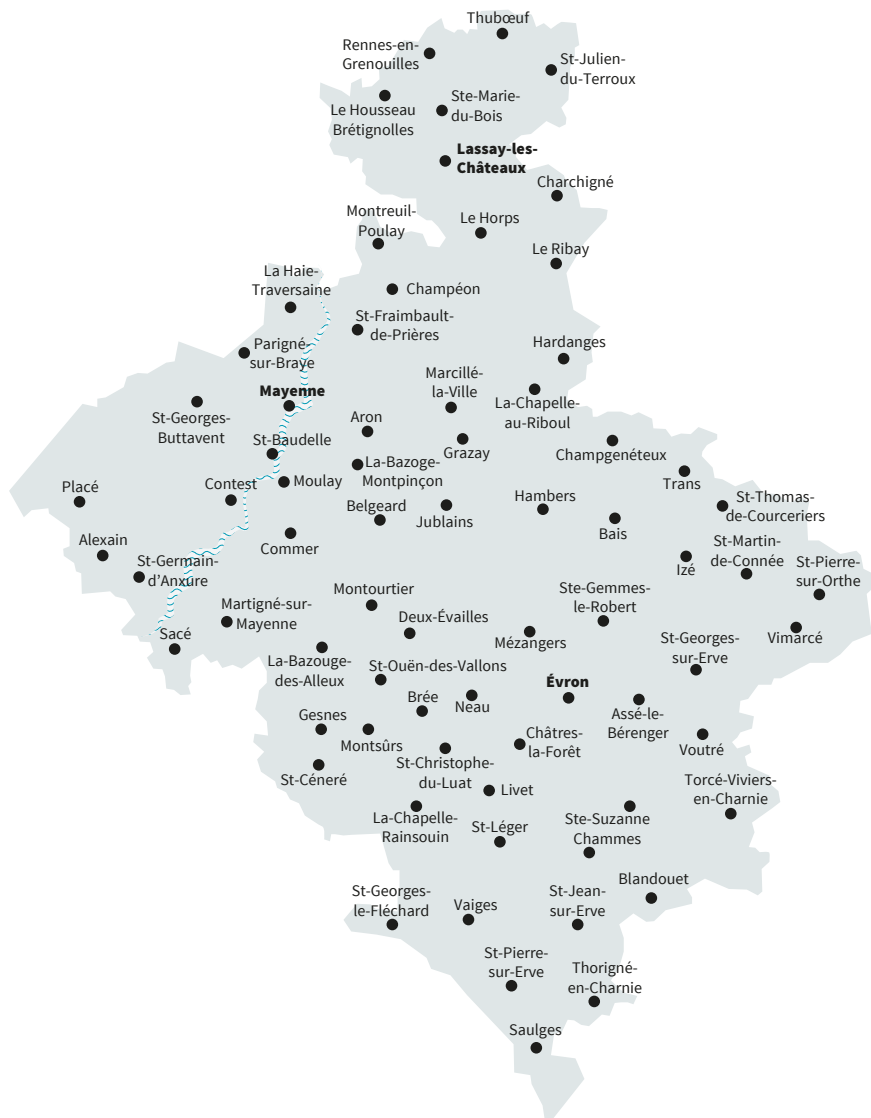 Thubœuf
Rennes-en-
Grenouilles
St-Julien-
du-Terroux
Le Housseau
Brétignolles
Ste-Marie-
du-Bois
Lassay-les-
Châteaux
Charchigné
Montreuil-
Poulay
Le Horps
Le Ribay
La Haie-
Traversaine
Champéon
St-Fraimbault-
de-Prières
Parigné-
sur-Braye
Hardanges
Marcillé-
la-Ville
Mayenne
La-Chapelle-
au-Riboul
St-Georges-
Buttavent
Aron
St-Baudelle
Grazay
Champgenéteux
La-Bazoge-
Montpinçon
Trans
Placé
Contest
Moulay
Belgeard
Jublains
Hambers
Bais
St-Thomas-
de-Courceriers
Alexain
St-Germain-
d’Anxure
Commer
Izé
St-Martin-
de-Connée
St-Pierre-
sur-Orthe
Montourtier
Ste-Gemmes-
le-Robert
Martigné-sur-
Mayenne
Deux-Évailles
Mézangers
St-Georges-
sur-Erve
Vimarcé
Sacé
La-Bazouge-
des-Alleux
St-Ouën-des-Vallons
Évron
Brée
Neau
Assé-le-
Bérenger
Gesnes
Montsûrs
Châtres-
la-Forêt
Voutré
St-Céneré
St-Christophe-
du-Luat
Livet
Torcé-Viviers-
en-Charnie
La-Chapelle-
Rainsouin
St-Léger
Ste-Suzanne
Chammes
Blandouet
St-Georges-
le-Fléchard
Vaiges
St-Jean-
sur-Erve
St-Pierre-
sur-Erve
Thorigné-
en-Charnie
Saulges